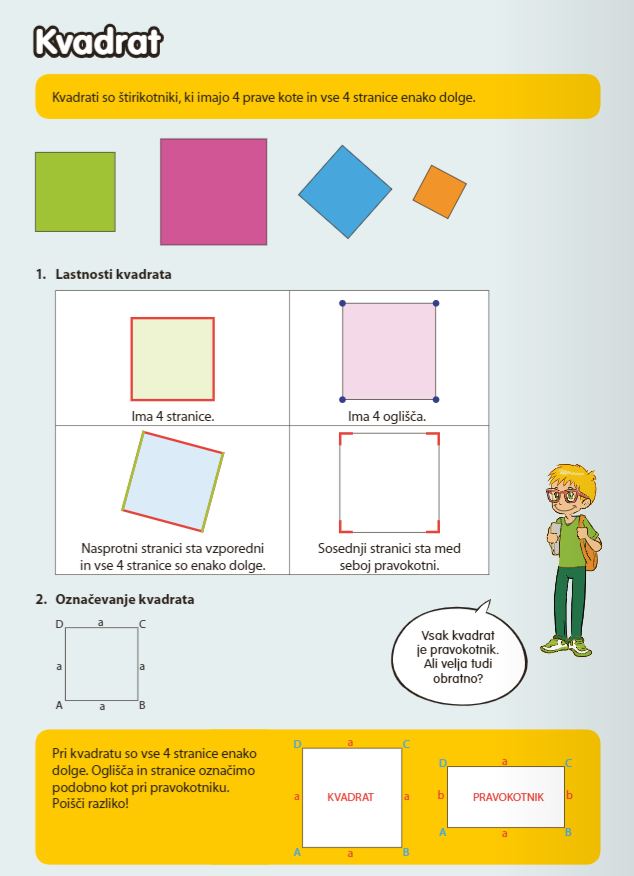 Kvadrat
Kvadrati so štirikotniki, ki imajo 4 prave kote in vse 4 stranice enako dolge.
1. Lastnosti kvadrata
Ima 4 stranice.
Ima 4 oglišča.
Nasprotni stranici sta vzporedni
in vse 4 stranice so enako dolge.
Sosednji stranici sta med
seboj pravokotni.
2. Označevanje kvadrata
D a C
a a
A a B
Vsak kvadrat
je pravokotnik.
Ali velja tudi
obratno?
Pri kvadratu so vse 4 stranice enako
dolge. Oglišča in stranice označimo
podobno kot pri pravokotniku.
Poišči razliko!
D a C
a KVADRAT a
A a B
D a C
b PRAVOKOTNIK b
A a B